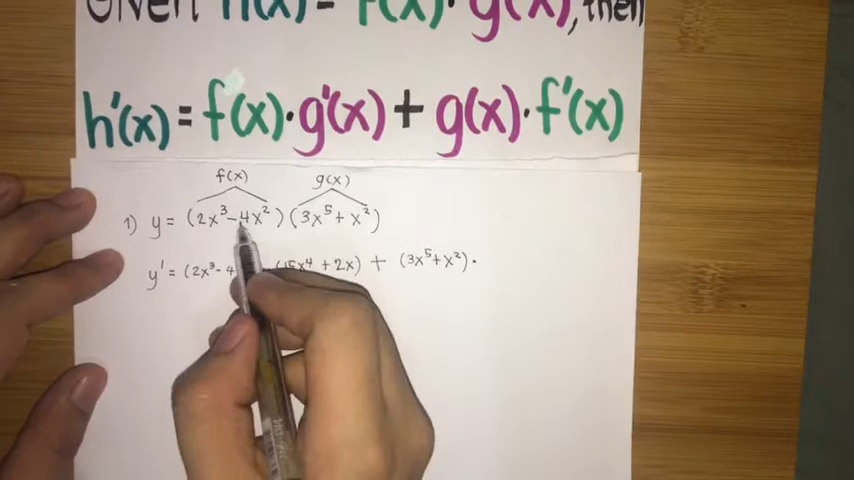 Given h(x) = f(x)·g(x), then
h'(x) = f(x)·g'(x) + g(x)·f'(x)
f(x) g(x)
1) y = (2x³-4x²)(3x⁵+x²)
y' = (2x³-4 (15x⁴+2x) + (3x⁵+x²)·